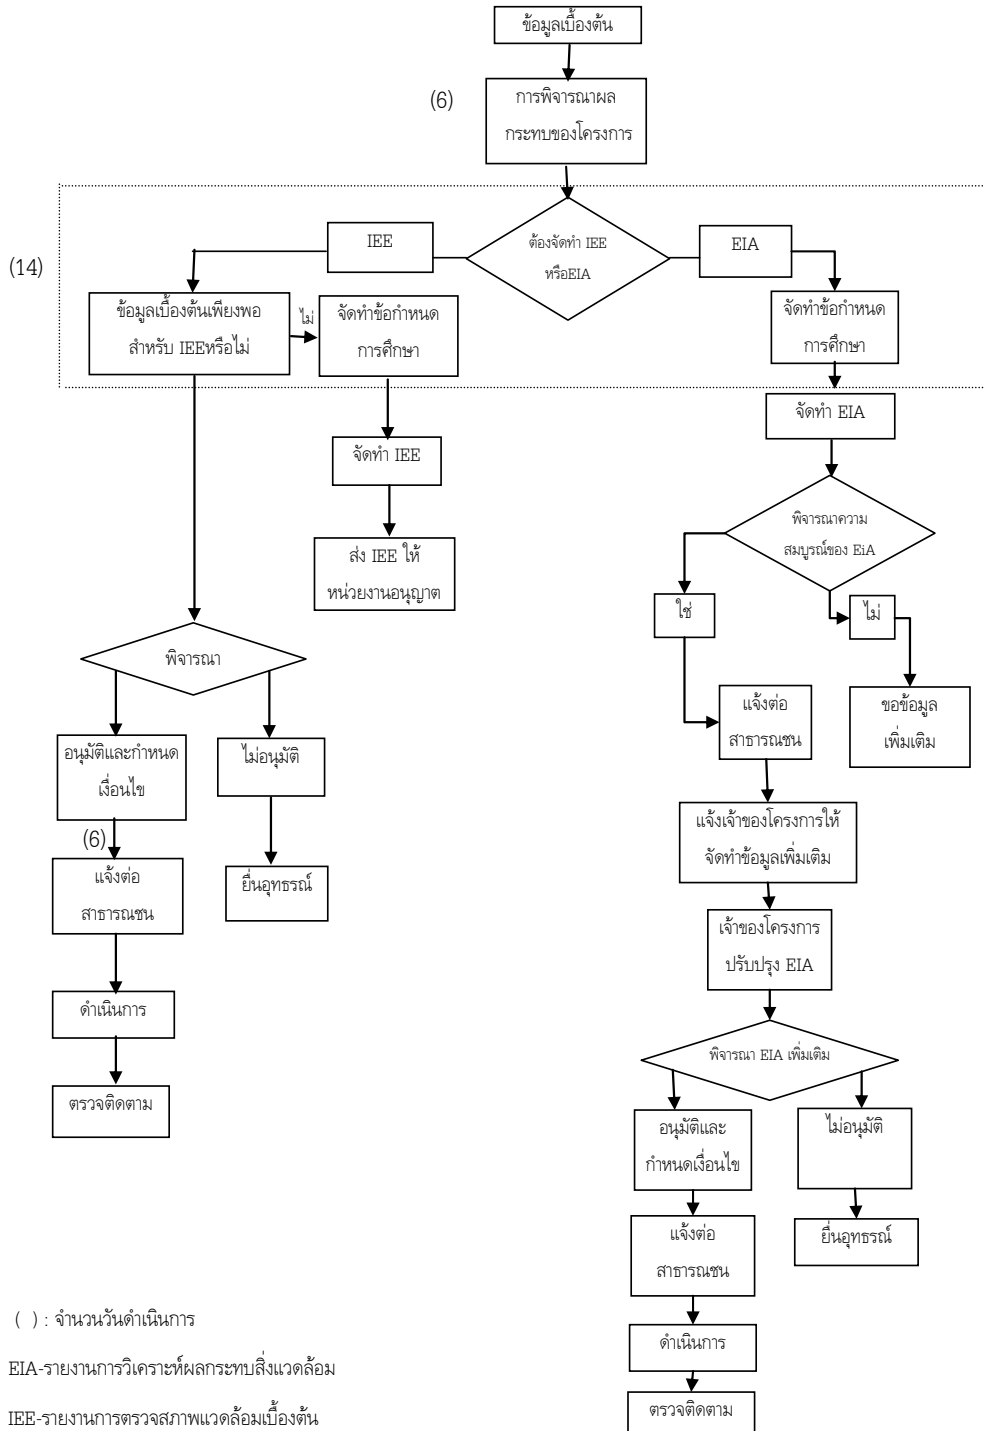 ข้อมูลเบื้องต้น
(6)
การพิจารณาผล
กระทบของโครงการ
(14)
IEE
ต้องจัดทำ IEE
หรือEIA
EIA
ข้อมูลเบื้องต้นเพียงพอ
สำหรับ IEEหรือไม่
ไม่
จัดทำข้อกำหนด
การศึกษา
จัดทำข้อกำหนด
การศึกษา
จัดทำ EIA
จัดทำ IEE
ส่ง IEE ให้
หน่วยงานอนุญาต
พิจารณาความ
สมบูรณ์ของ EiA
ใช่
ไม่
พิจารณา
แจ้งต่อ
สาธารณชน
ขอข้อมูล
เพิ่มเติม
อนุมัติและกำหนด
เงื่อนไข
ไม่อนุมัติ
(6)
แจ้งต่อ
สาธารณชน
ยื่นอุทธรณ์
แจ้งเจ้าของโครงการให้
จัดทำข้อมูลเพิ่มเติม
เจ้าของโครงการ
ปรับปรุง EIA
ดำเนินการ
ตรวจติดตาม
พิจารณา EIA เพิ่มเติม
อนุมัติและ
กำหนดเงื่อนไข
ไม่อนุมัติ
แจ้งต่อ
สาธารณชน
ยื่นอุทธรณ์
ดำเนินการ
ตรวจติดตาม
( ) : จำนวนวันดำเนินการ
EIA-รายงานการวิเคราะห์ผลกระทบสิ่งแวดล้อม
IEE-รายงานการตรวจสภาพแวดล้อมเบื้องต้น